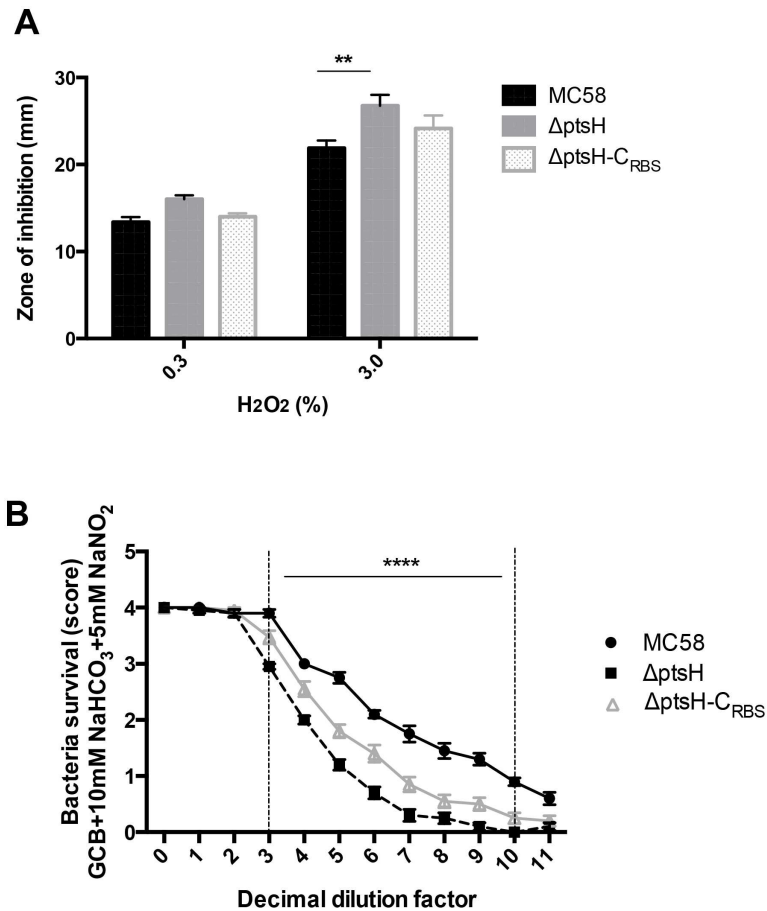 A
**
30
20
10
0
Zone of inhibition (mm)
0.3
3.0
H2O2 (%)
MC58
ΔptsH
ΔptsH-CRBS
B
Bacteria survival (score)
GCB+10mM NaHCO3+5mM NaNO2
5
4
3
2
1
0
****
0 1 2 3 4 5 6 7 8 9 10 11
Decimal dilution factor
MC58
ΔptsH
ΔptsH-CRBS